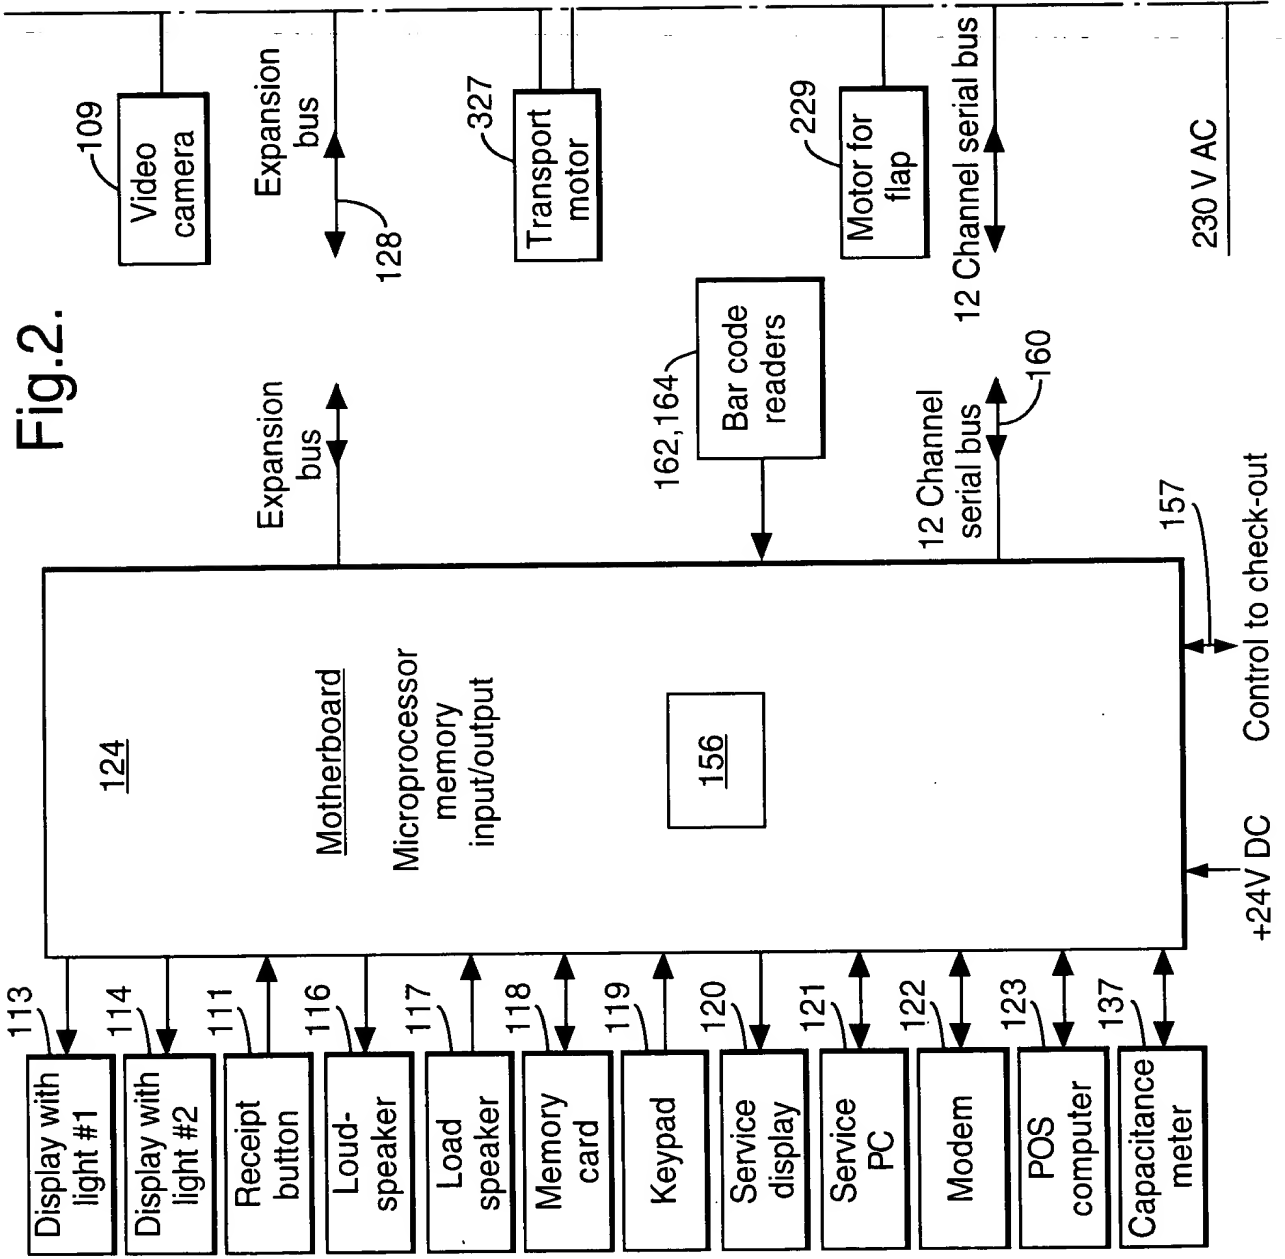 Fig.2.
113
Display with
light #1
114
Display with
light #2
111
Receipt
button
116
Loud-
speaker
117
Load
speaker
118
Memory
card
119
Keypad
120
Service
display
121
Service
PC
122
Modem
123
POS
computer
137
Capacitance
meter
124
Motherboard
Microprocessor
memory
input/output
156
+24V DC
Control to check-out
157
Expansion
bus
162,164
Bar code
readers
12 Channel
serial bus
160
109
Video
camera
Expansion
bus
128
327
Transport
motor
229
Motor for
flap
12 Channel serial bus
230 V AC